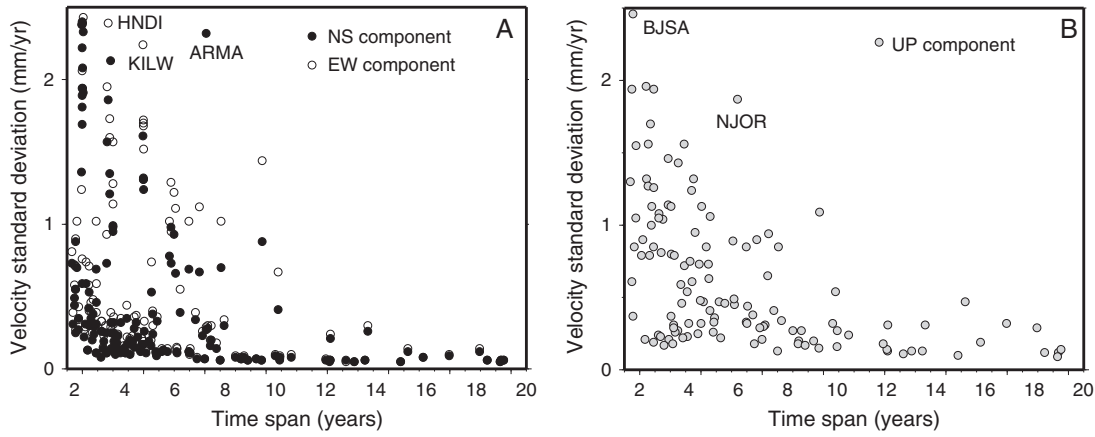 A
HNDI
KILW
ARMA
NS component
EW component
Velocity standard deviation (mm/yr)
2
1
0
2 4 6 8 10 12 14 16 18 20
Time span (years)
B
BJSA
UP component
NJOR
Velocity standard deviation (mm/yr)
2
1
0
2 4 6 8 10 12 14 16 18 20
Time span (years)